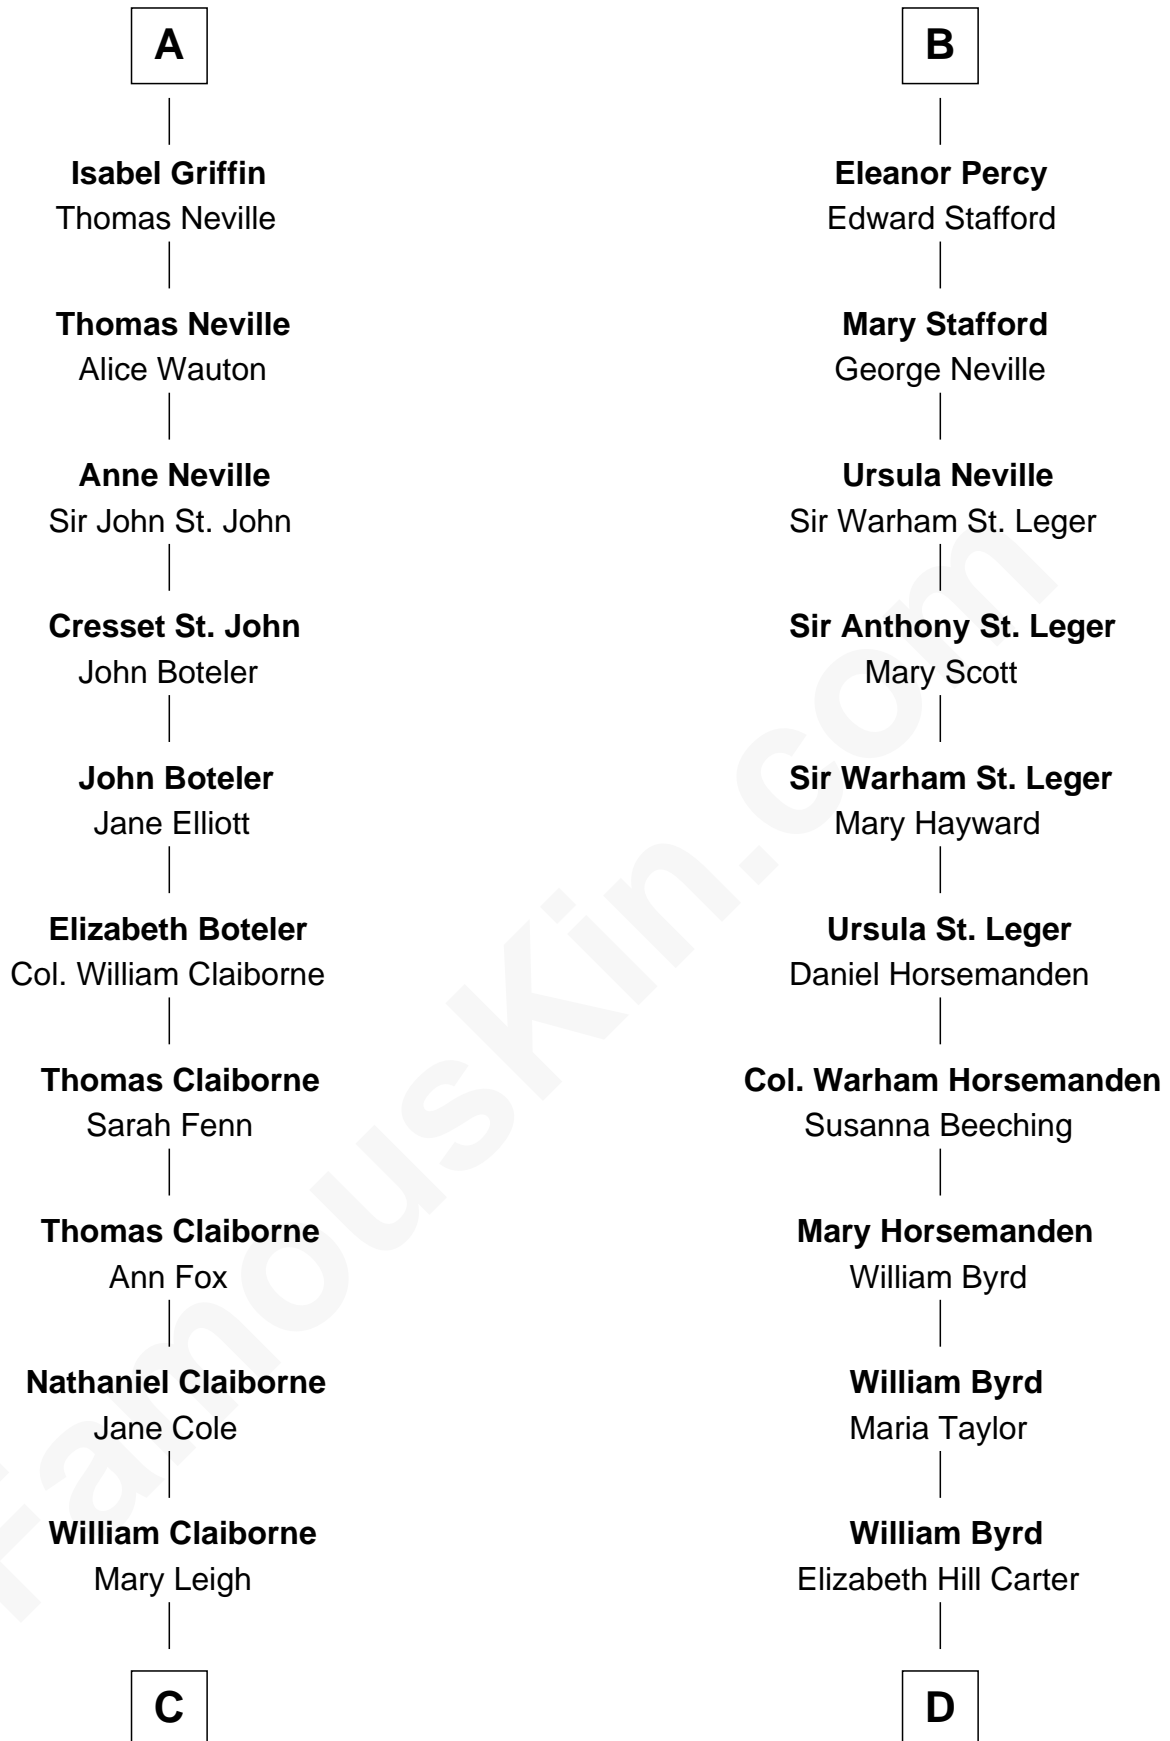 A
Isabel Griffin
Thomas Neville
Thomas Neville
Alice Wauton
Anne Neville
Sir John St. John
Cresset St. John
John Boteler
John Boteler
Jane Elliott
Elizabeth Boteler
Col. William Claiborne
Thomas Claiborne
Sarah Fenn
Thomas Claiborne
Ann Fox
Nathaniel Claiborne
Jane Cole
William Claiborne
Mary Leigh
C
B
Eleanor Percy
Edward Stafford
Mary Stafford
George Neville
Ursula Neville
Sir Warham St. Leger
Sir Anthony St. Leger
Mary Scott
Sir Warham St. Leger
Mary Hayward
Ursula St. Leger
Daniel Horsemanden
Col. Warham Horsemanden
Susanna Beeching
Mary Horsemanden
William Byrd
William Byrd
Maria Taylor
William Byrd
Elizabeth Hill Carter
D
FamousKin.com